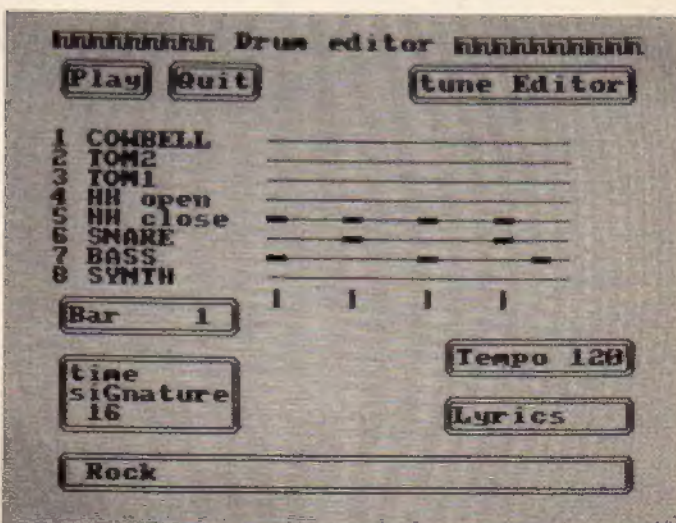 Drum editor
Play Quit tune Editor
1 COWBELL
2 TOM2
3 TOM1
4 HH open
5 HH close
6 SNARE
7 BASS
8 SYNTH
Bar 1
Tempo 120
time
siGnature
16
Lyrics
Rock